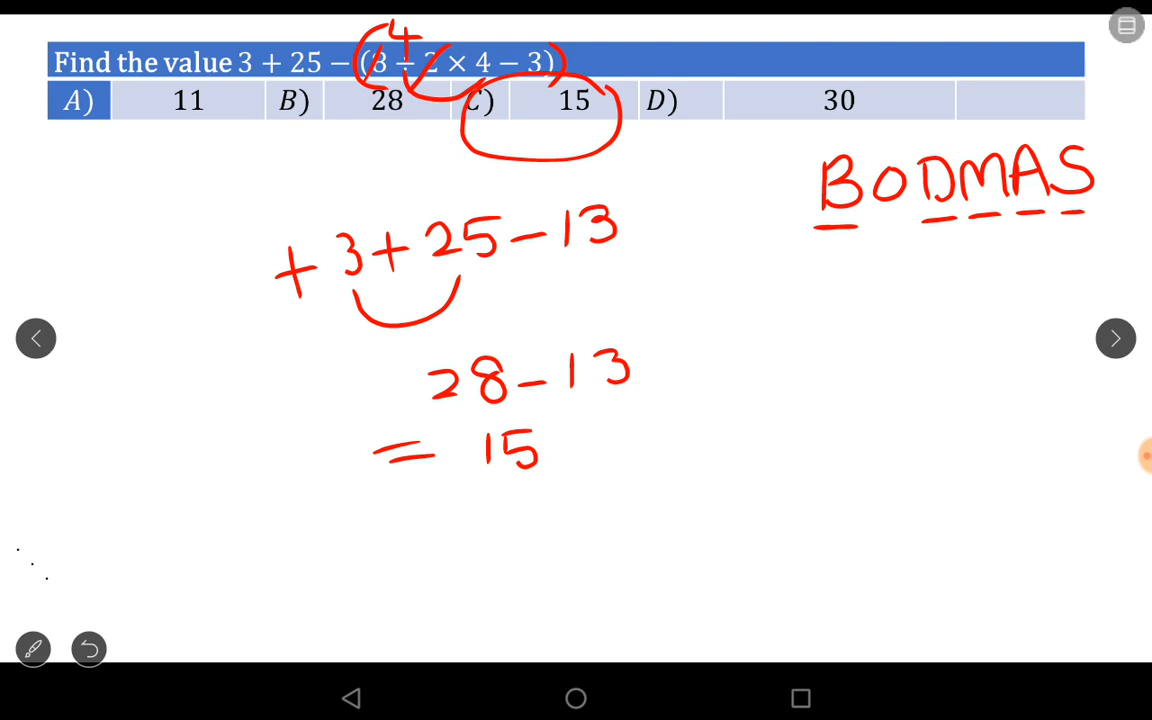 4
Find the value 3 + 25 − (8 ÷ 2 × 4 − 3)
A) 11 B) 28 C) 15 D) 30
BODMAS
+ 3 + 25 − 13
28 − 13
= 15